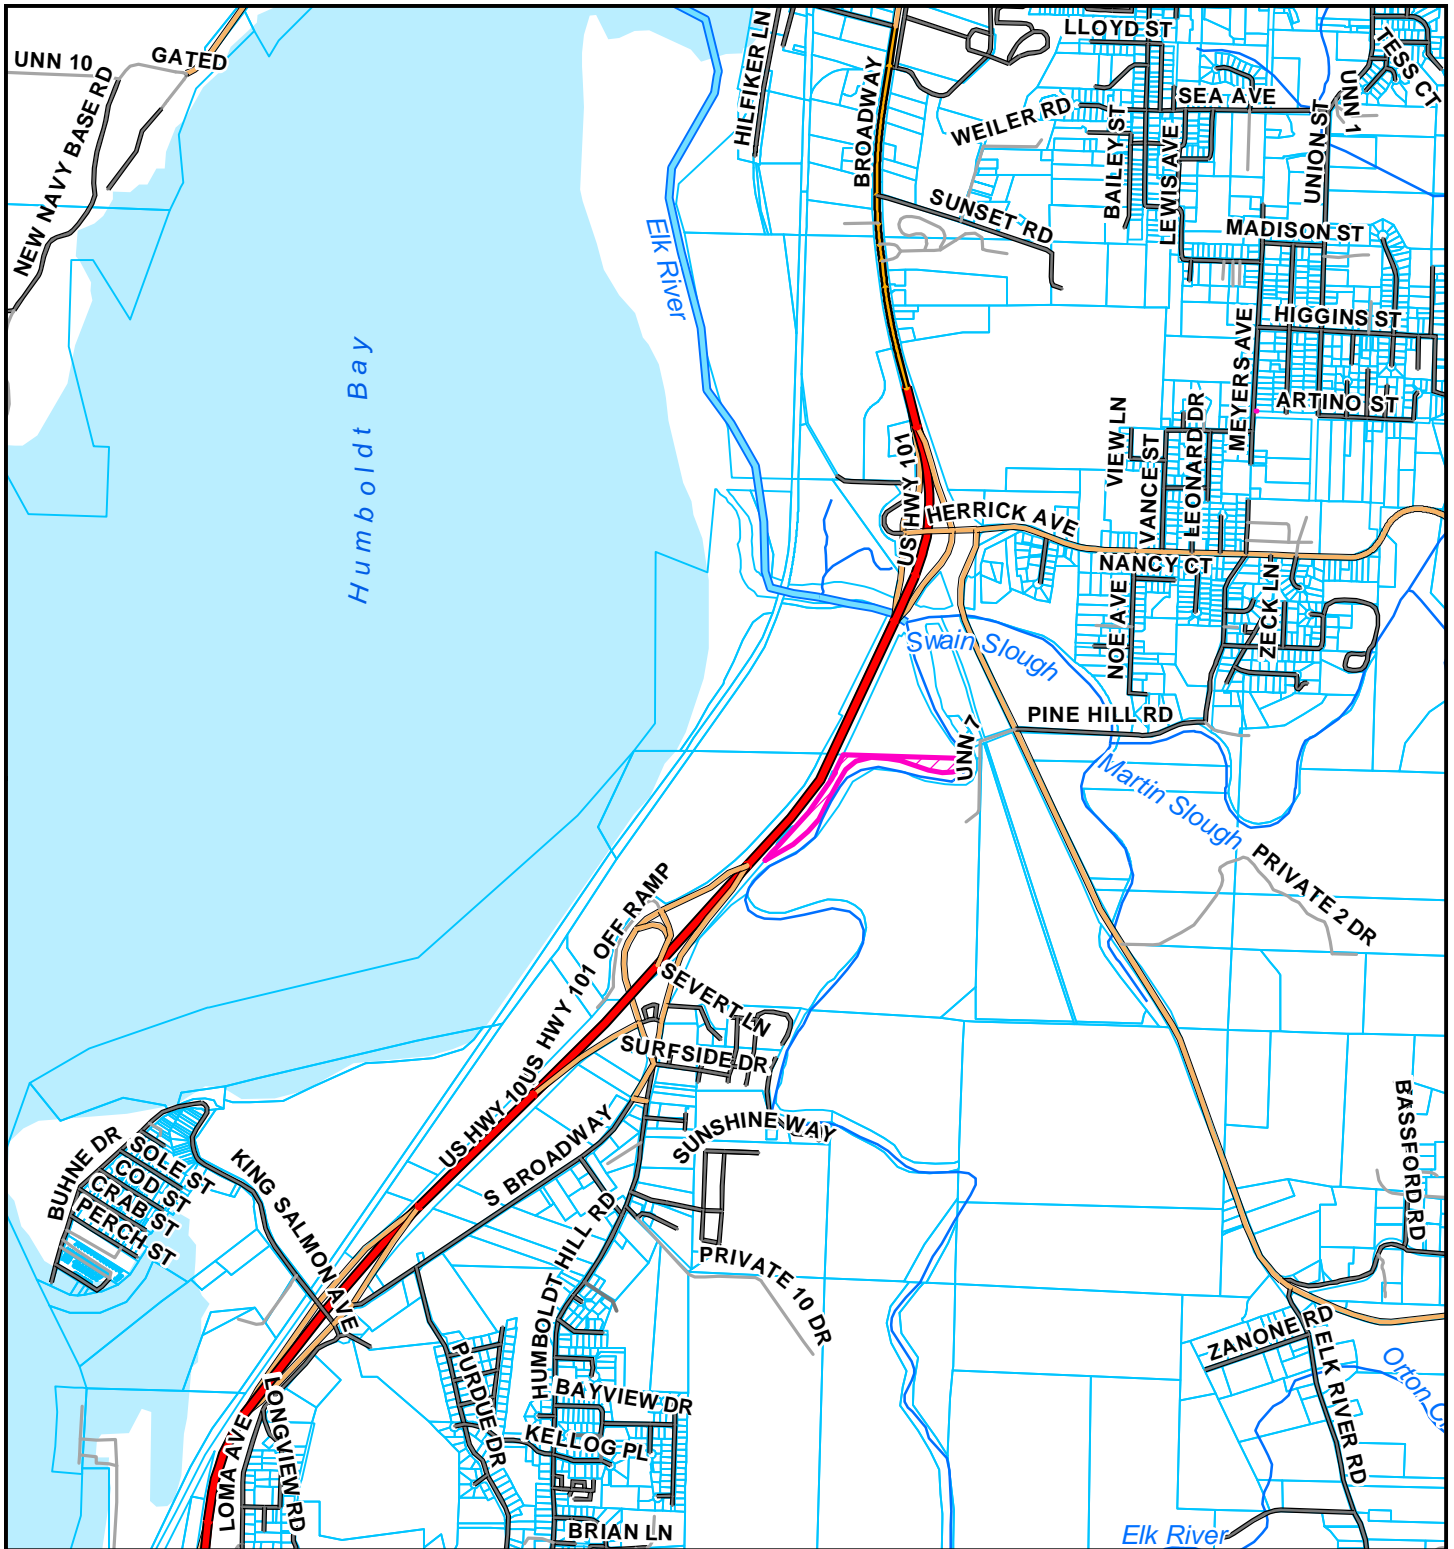 UNN 10
GATED
NEW NAVY BASE RD
HILFIKER LN
BROADWAY
LLOYD ST
TESS CT
UNN 1
SEA AVE
WEILER RD
BAILEY ST
LEWIS AVE
UNION ST
SUNSET RD
MADISON ST
Elk River
HIGGINS ST
MEYERS AVE
ARTINO ST
Humboldt Bay
VIEW LN
VANCE ST
LEONARD DR
US HWY 101
HERRICK AVE
NANCY CT
NOE AVE
ZECK LN
Swain Slough
PINE HILL RD
UNN 7
Martin Slough
PRIVATE 2 DR
US HWY 101 OFF RAMP
SEVERT LN
SURFSIDE DR
US HWY 10
SUNSHINE WAY
S BROADWAY
BASSFORD RD
BUHNE DR
SOLE ST
COD ST
CRAB ST
PERCH ST
KING SALMON AVE
HUMBOLDT HILL RD
PRIVATE 10 DR
ZANONE RD
ELK RIVER RD
PURDUE DR
BAYVIEW DR
KELLOG PL
LOMA AVE
LONGVIEW RD
BRIAN LN
Orton C
Elk River